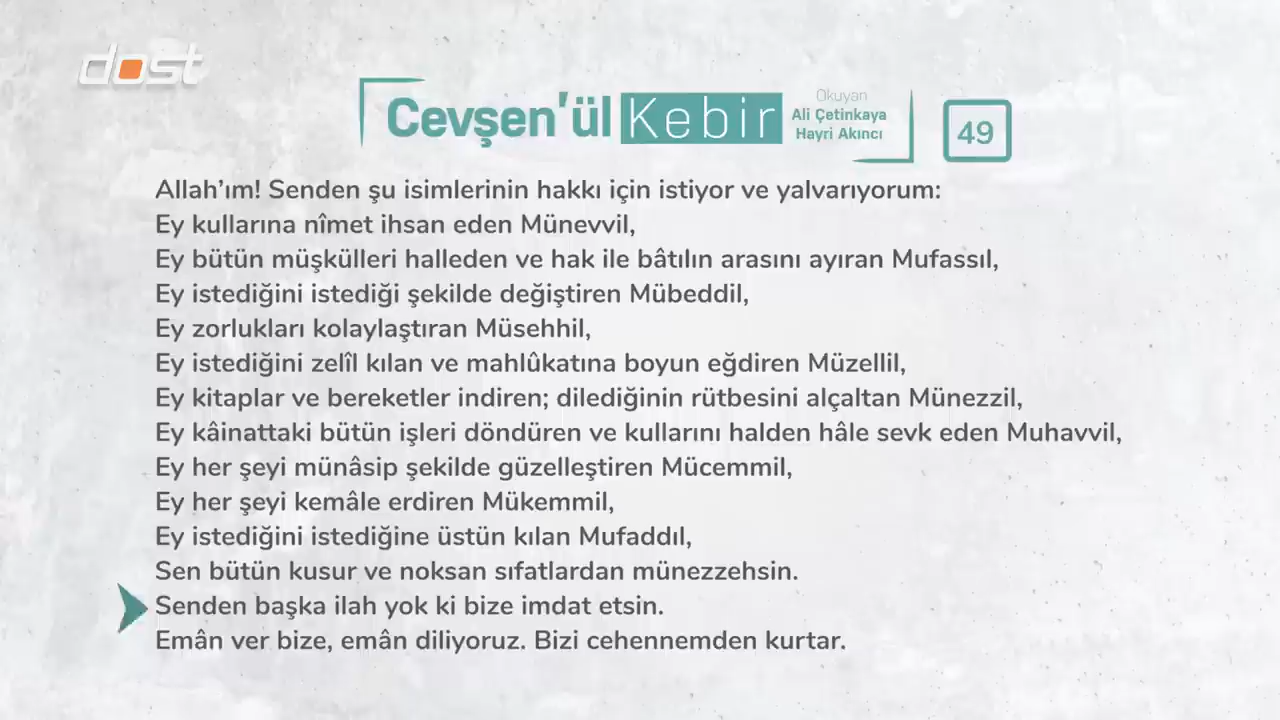 dost
Cevşen'ül Kebir
Okuyan
Ali Çetinkaya
Hayri Akıncı
49
Allah'ım! Senden şu isimlerinin hakkı için istiyor ve yalvarıyorum:
Ey kullarına nîmet ihsan eden Münevvil,
Ey bütün müşkülleri halleden ve hak ile bâtılın arasını ayıran Mufassıl,
Ey istediğini istediği şekilde değiştiren Mübeddil,
Ey zorlukları kolaylaştıran Müsehhil,
Ey istediğini zelîl kılan ve mahlûkatına boyun eğdiren Müzellil,
Ey kitaplar ve bereketler indiren; dilediğinin rütbesini alçaltan Münezzil,
Ey kâinattaki bütün işleri döndüren ve kullarını halden hâle sevk eden Muhavvil,
Ey her şeyi münâsip şekilde güzelleştiren Mücemmil,
Ey her şeyi kemâle erdiren Mükemmil,
Ey istediğini istediğine üstün kılan Mufaddıl,
Sen bütün kusur ve noksan sıfatlardan münezzehsin.
Senden başka ilah yok ki bize imdat etsin.
Emân ver bize, emân diliyoruz. Bizi cehennemden kurtar.